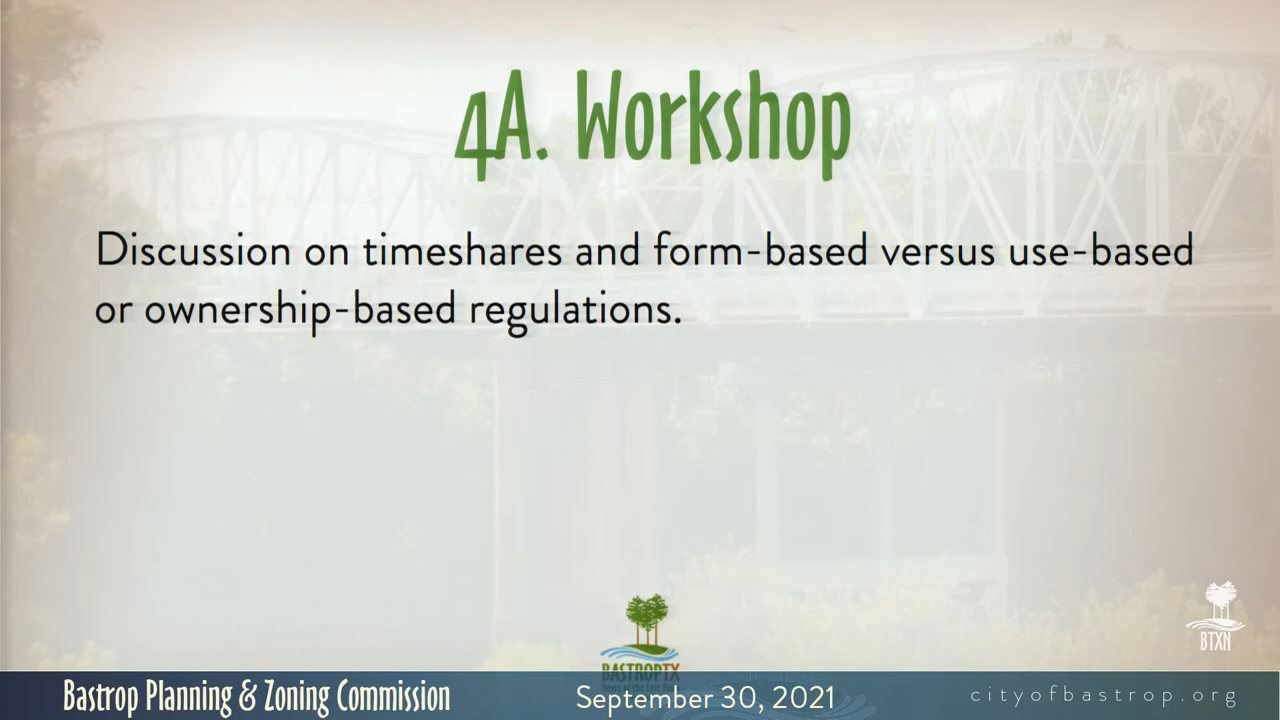 4A. Workshop
Discussion on timeshares and form-based versus use-based
or ownership-based regulations.
BASTROPTX
BTXN
Bastrop Planning & Zoning Commission
September 30, 2021
cityofbastrop.org